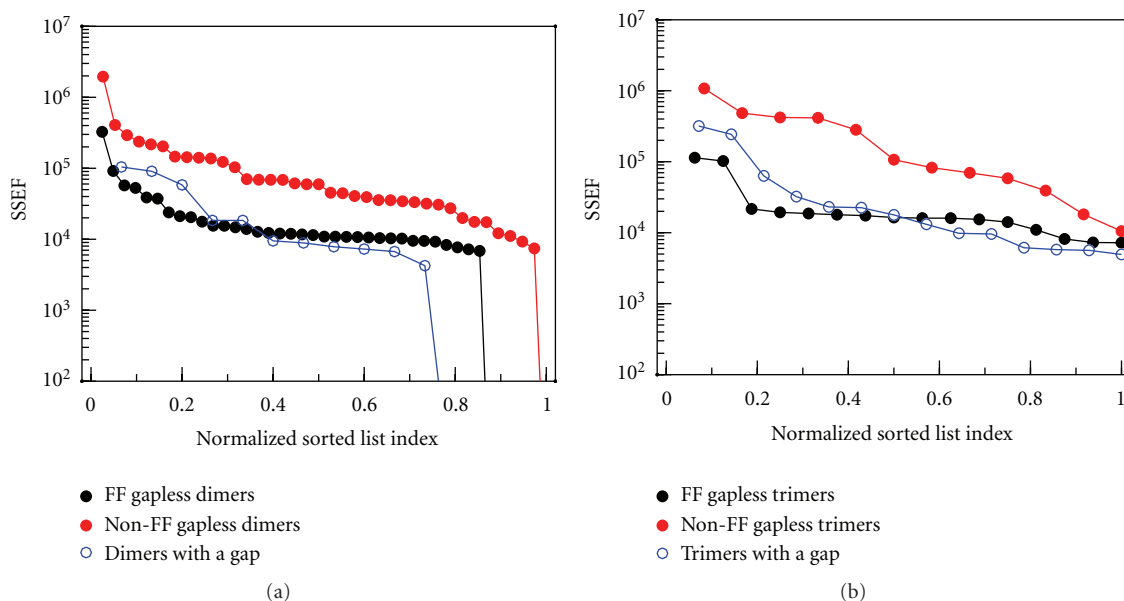 10^7
10^6
10^5
10^4
10^3
10^2
SSEF
0 0.2 0.4 0.6 0.8 1
Normalized sorted list index
FF gapless dimers
Non-FF gapless dimers
Dimers with a gap
(a)
10^7
10^6
10^5
10^4
10^3
10^2
SSEF
0 0.2 0.4 0.6 0.8 1
Normalized sorted list index
FF gapless trimers
Non-FF gapless trimers
Trimers with a gap
(b)